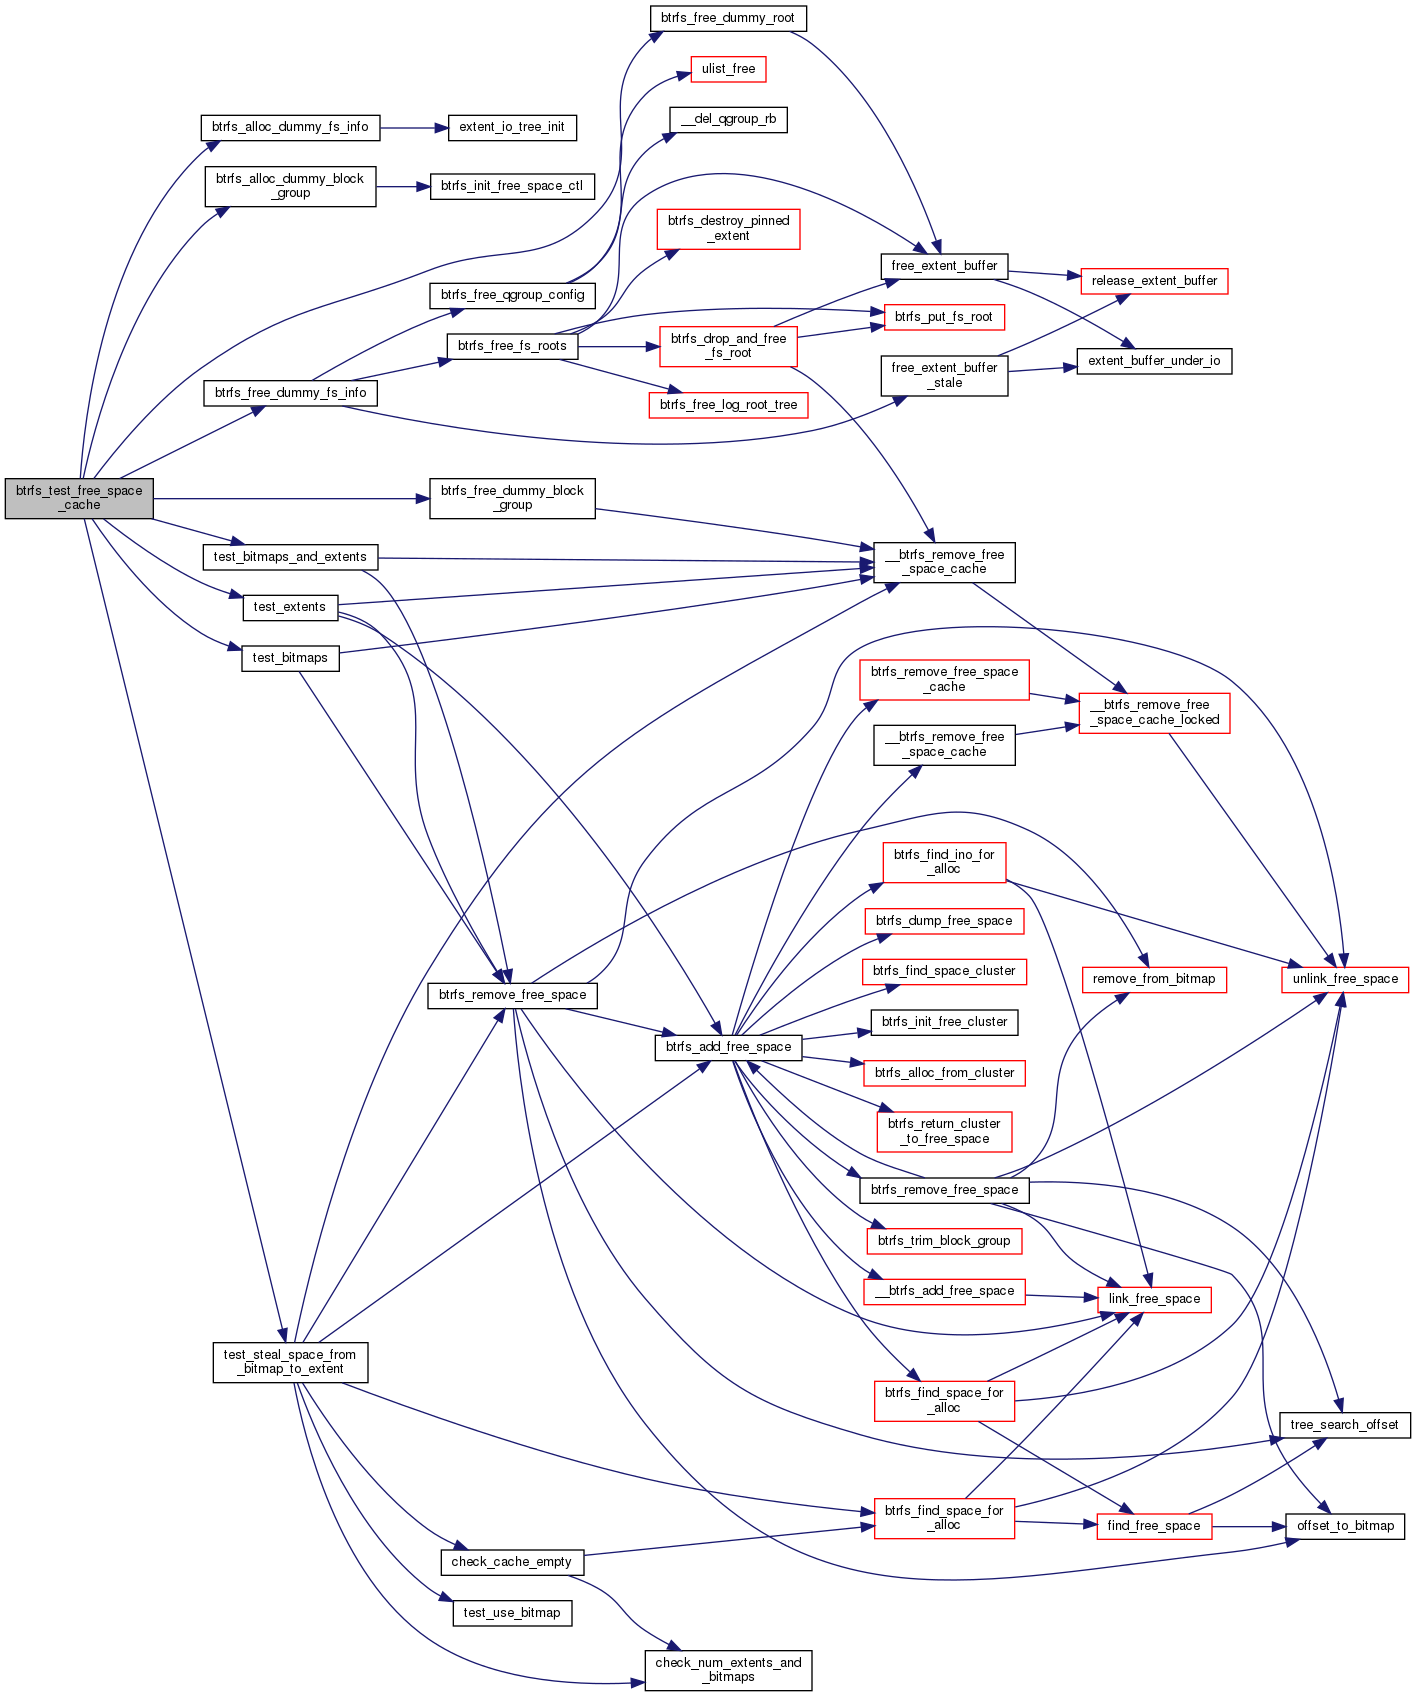 btrfs_free_dummy_root
ulist_free
__del_qgroup_rb
btrfs_alloc_dummy_fs_info
extent_io_tree_init
btrfs_alloc_dummy_block
_group
btrfs_init_free_space_ctl
btrfs_destroy_pinned
_extent
free_extent_buffer
release_extent_buffer
btrfs_free_qgroup_config
btrfs_put_fs_root
btrfs_free_fs_roots
btrfs_drop_and_free
_fs_root
extent_buffer_under_io
free_extent_buffer
_stale
btrfs_free_dummy_fs_info
btrfs_free_log_root_tree
btrfs_test_free_space
_cache
btrfs_free_dummy_block
_group
test_bitmaps_and_extents
__btrfs_remove_free
_space_cache
test_extents
test_bitmaps
btrfs_remove_free_space
_cache
__btrfs_remove_free
_space_cache_locked
__btrfs_remove_free
_space_cache
btrfs_find_ino_for
_alloc
btrfs_dump_free_space
btrfs_find_space_cluster
remove_from_bitmap
unlink_free_space
btrfs_remove_free_space
btrfs_init_free_cluster
btrfs_add_free_space
btrfs_alloc_from_cluster
btrfs_return_cluster
_to_free_space
btrfs_remove_free_space
btrfs_trim_block_group
__btrfs_add_free_space
link_free_space
test_steal_space_from
_bitmap_to_extent
btrfs_find_space_for
_alloc
tree_search_offset
btrfs_find_space_for
_alloc
find_free_space
offset_to_bitmap
check_cache_empty
test_use_bitmap
check_num_extents_and
_bitmaps